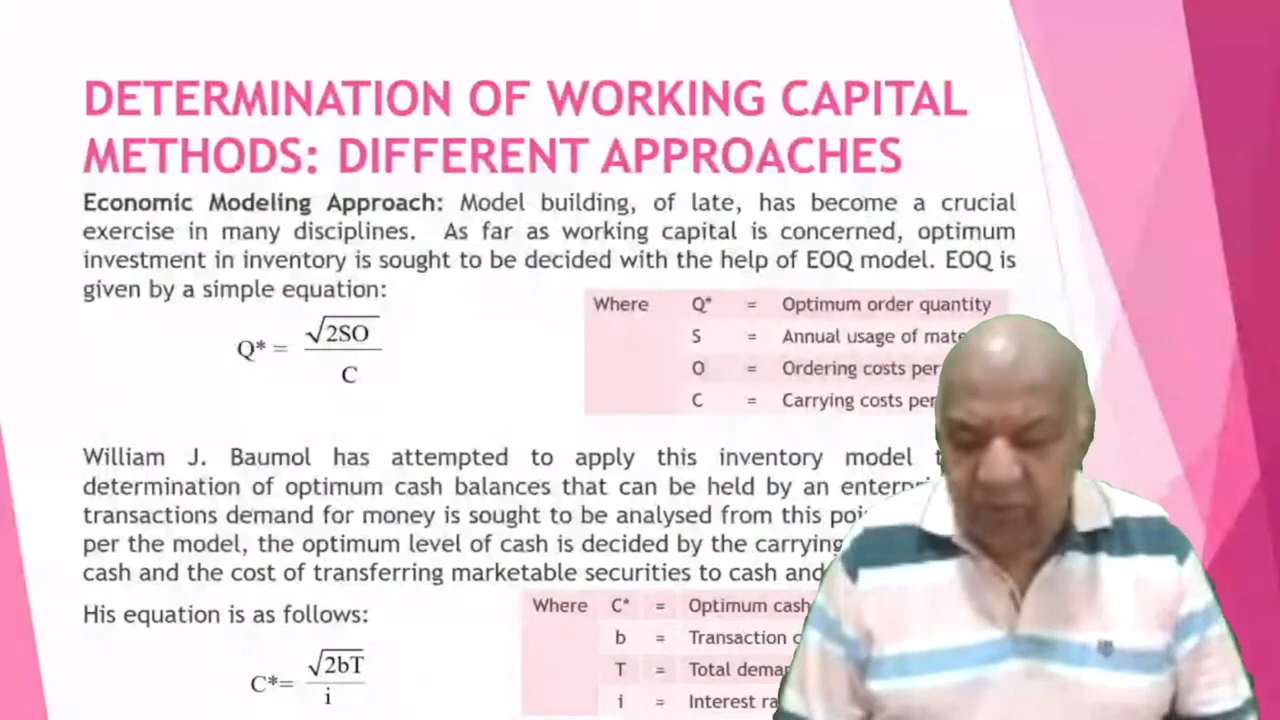 DETERMINATION OF WORKING CAPITAL
METHODS: DIFFERENT APPROACHES
Economic Modeling Approach: Model building, of late, has become a crucial
exercise in many disciplines. As far as working capital is concerned, optimum
investment in inventory is sought to be decided with the help of EOQ model. EOQ is
given by a simple equation:
Q* = √2SO / C
Where Q* = Optimum order quantity
S = Annual usage of
O = Ordering costs per
C = Carrying costs per
William J. Baumol has attempted to apply this inventory model
determination of optimum cash balances that can be held by an
transactions demand for money is sought to be analysed from this
per the model, the optimum level of cash is decided by the carrying
cash and the cost of transferring marketable securities to cash and
His equation is as follows:
C*= √2bT / i
Where C* = Optimum cash
b = Transaction
T = Total
i = Interest